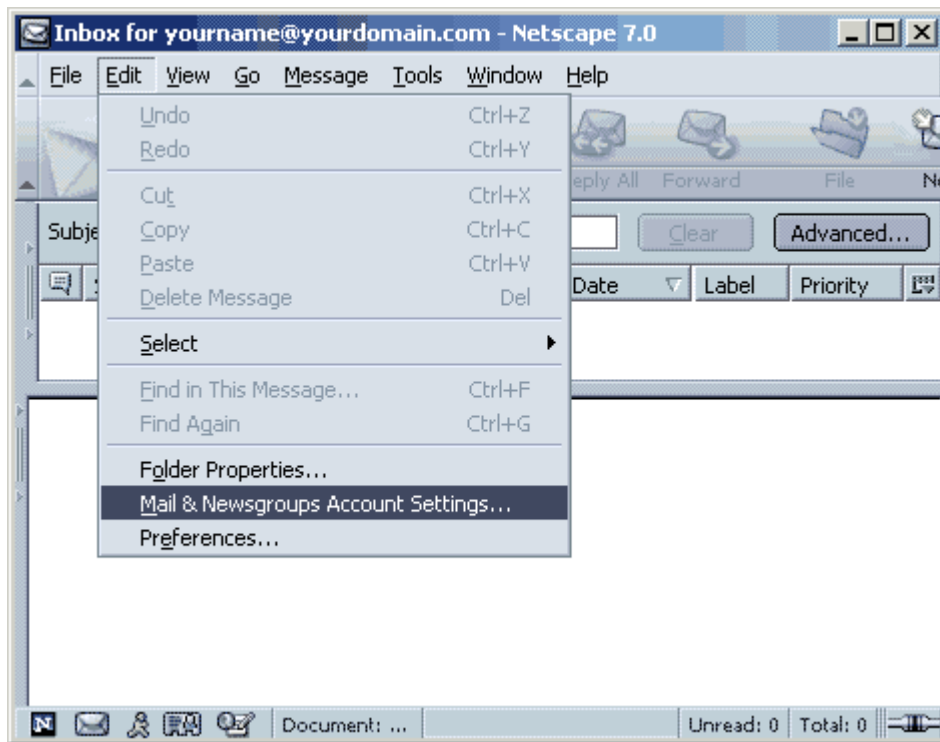 Inbox for yourname@yourdomain.com - Netscape 7.0
File Edit View Go Message Tools Window Help
Undo Ctrl+Z
Redo Ctrl+Y
eply All Forward File
Cut Ctrl+X
Copy Ctrl+C
Subje Clear Advanced...
Paste Ctrl+V
Delete Message Del
Date Label Priority
Select
Find in This Message... Ctrl+F
Find Again Ctrl+G
Folder Properties...
Mail & Newsgroups Account Settings...
Preferences...
N Document: ... Unread: 0 Total: 0